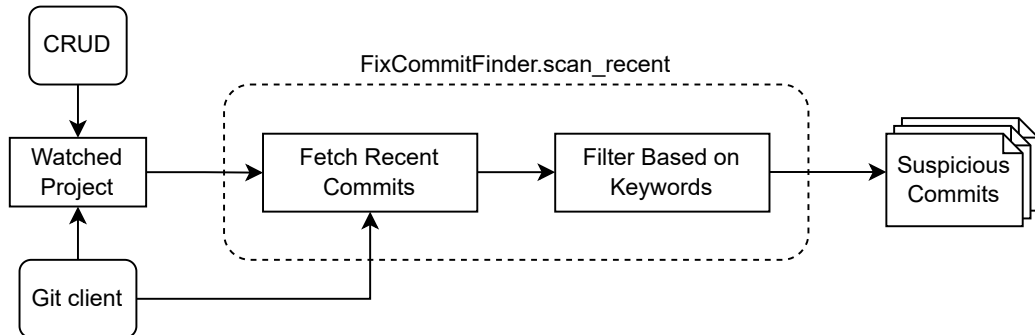 CRUD
FixCommitFinder.scan_recent
Watched
Project
Fetch Recent
Commits
Filter Based on
Keywords
Suspicious
Commits
Git client